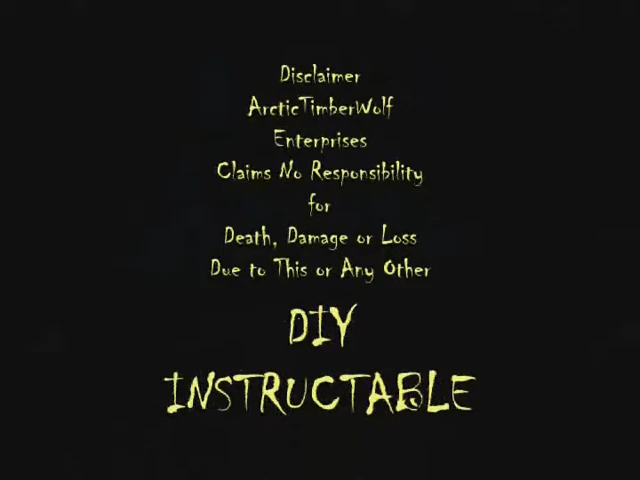 Disclaimer
ArcticTimberWolf
Enterprises
Claims No Responsibility
for
Death, Damage or Loss
Due to This or Any Other
DIY
INSTRUCTABLE